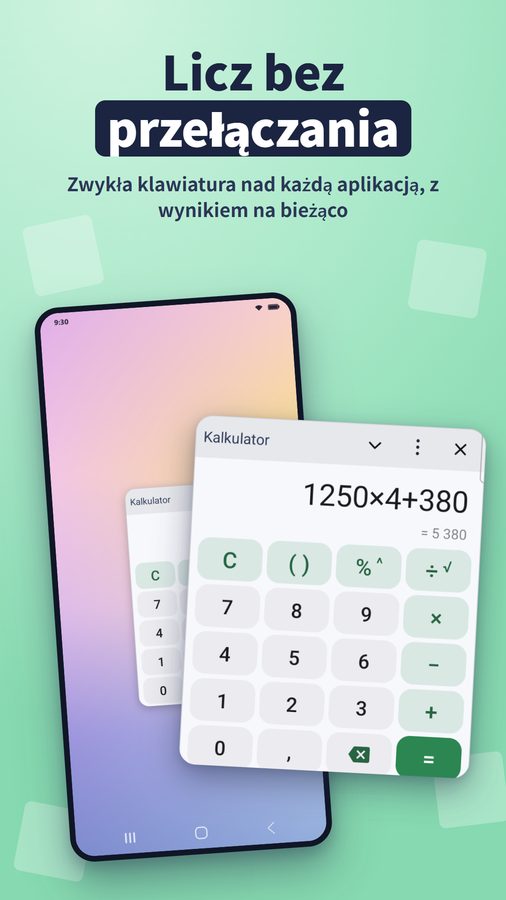 Licz bez
przełączania
Zwykła klawiatura nad każdą aplikacją, z
wynikiem na bieżąco
9:30
Kalkulator
C
7
4
1
0
Kalkulator
1250×4+380
= 5 380
C ( ) % ^ ÷ √
7 8 9 ×
4 5 6 −
1 2 3 +
0 , =